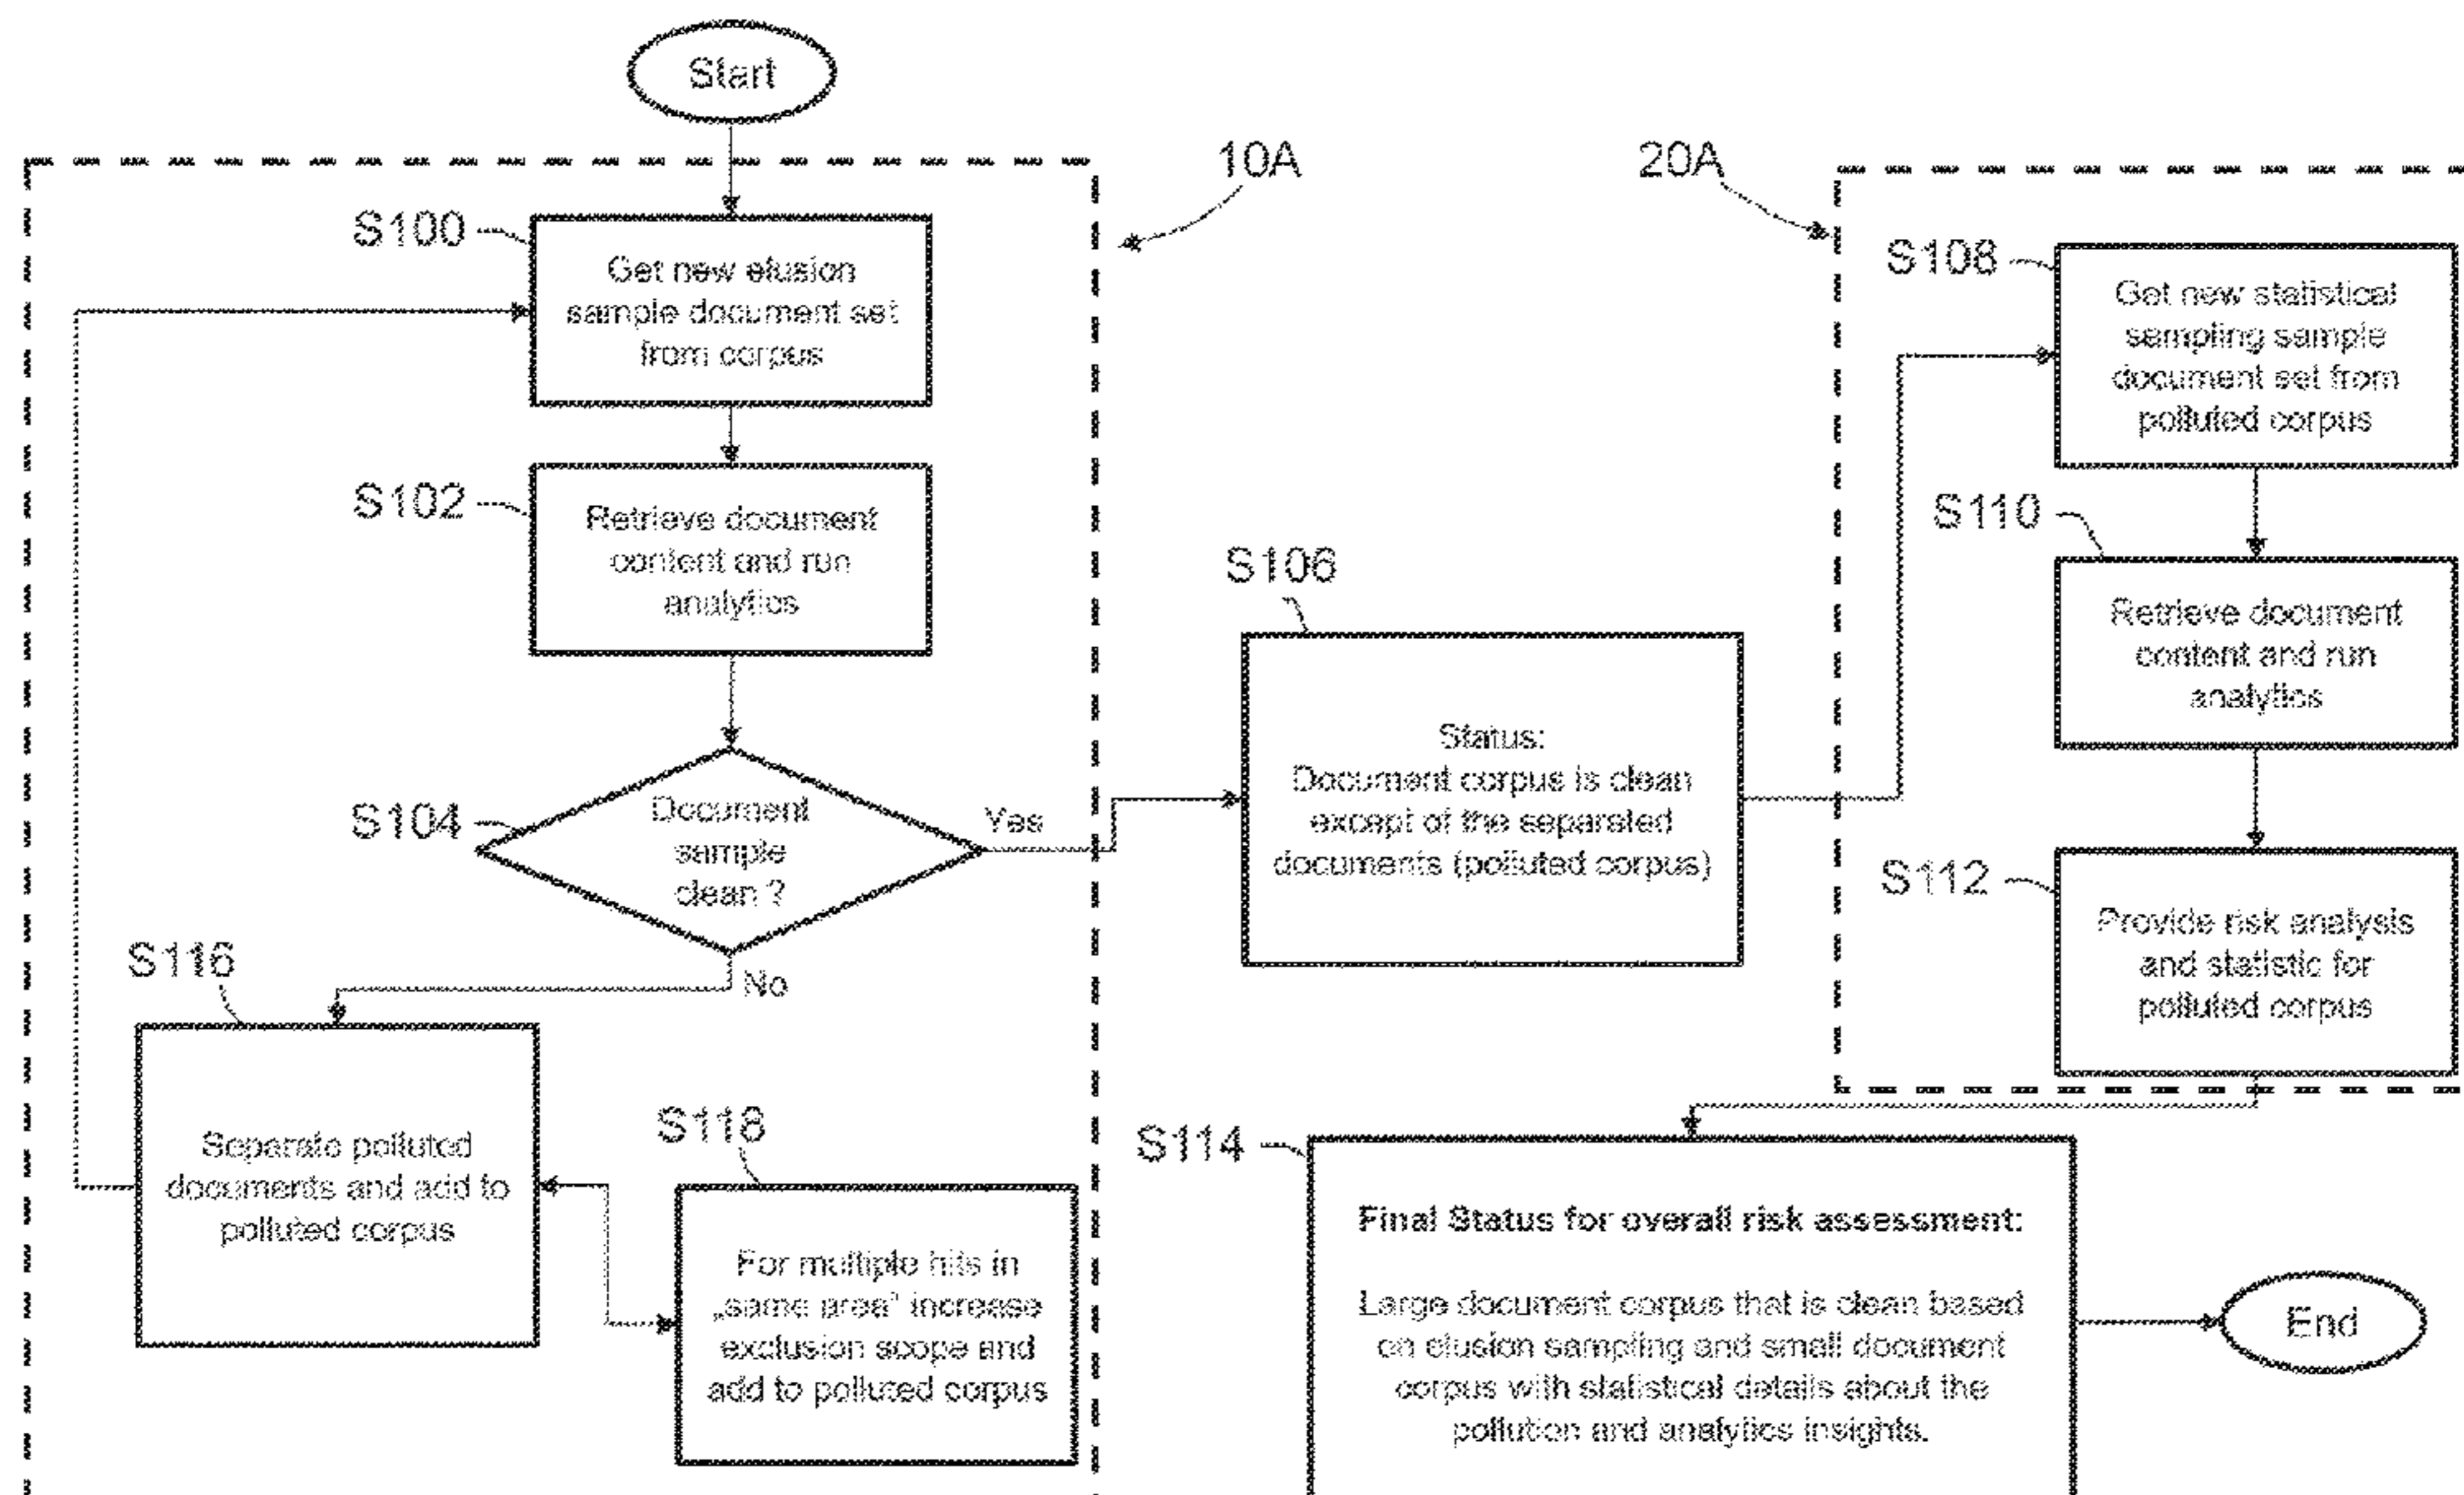 Start
10A
20A
S100
Get new elusion
sample document set
from corpus
S102
Retrieve document
content and run
analytics
S104
Document
sample
clean ?
Yes
No
S116
Separate polluted
documents and add to
polluted corpus
S118
For multiple hits in
„same area" increase
exclusion scope and
add to polluted corpus
S106
Status:
Document corpus is clean
except of the separated
documents (polluted corpus)
S108
Get new statistical
sampling sample
document set from
polluted corpus
S110
Retrieve document
content and run
analytics
S112
Provide risk analysis
and statistic for
polluted corpus
S114
Final Status for overall risk assessment:
Large document corpus that is clean based
on elusion sampling and small document
corpus with statistical details about the
pollution and analytics insights.
End